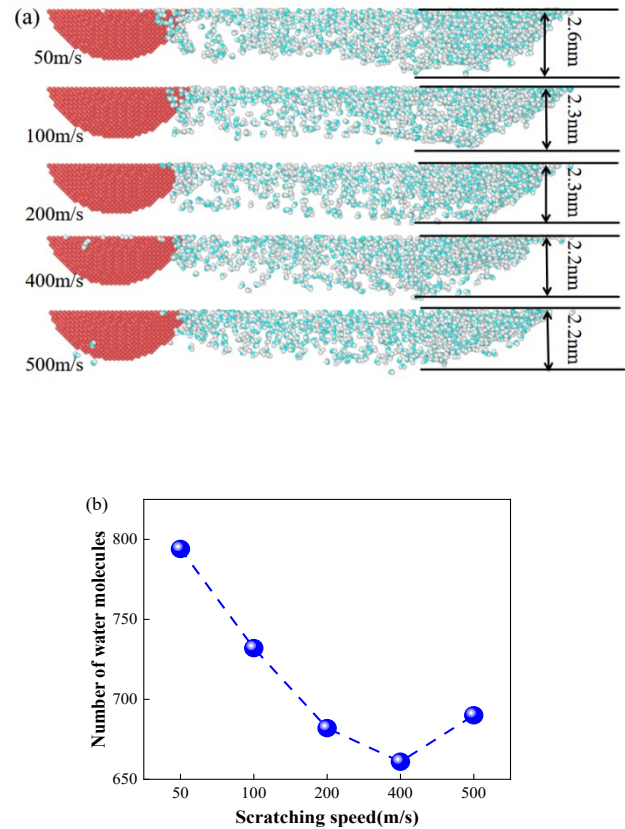 (a)
50m/s
2.6nm
100m/s
2.3nm
200m/s
2.3nm
400m/s
2.2nm
500m/s
2.2nm
(b)
Number of water molecules
800
750
700
650
50 100 200 400 500
Scratching speed(m/s)